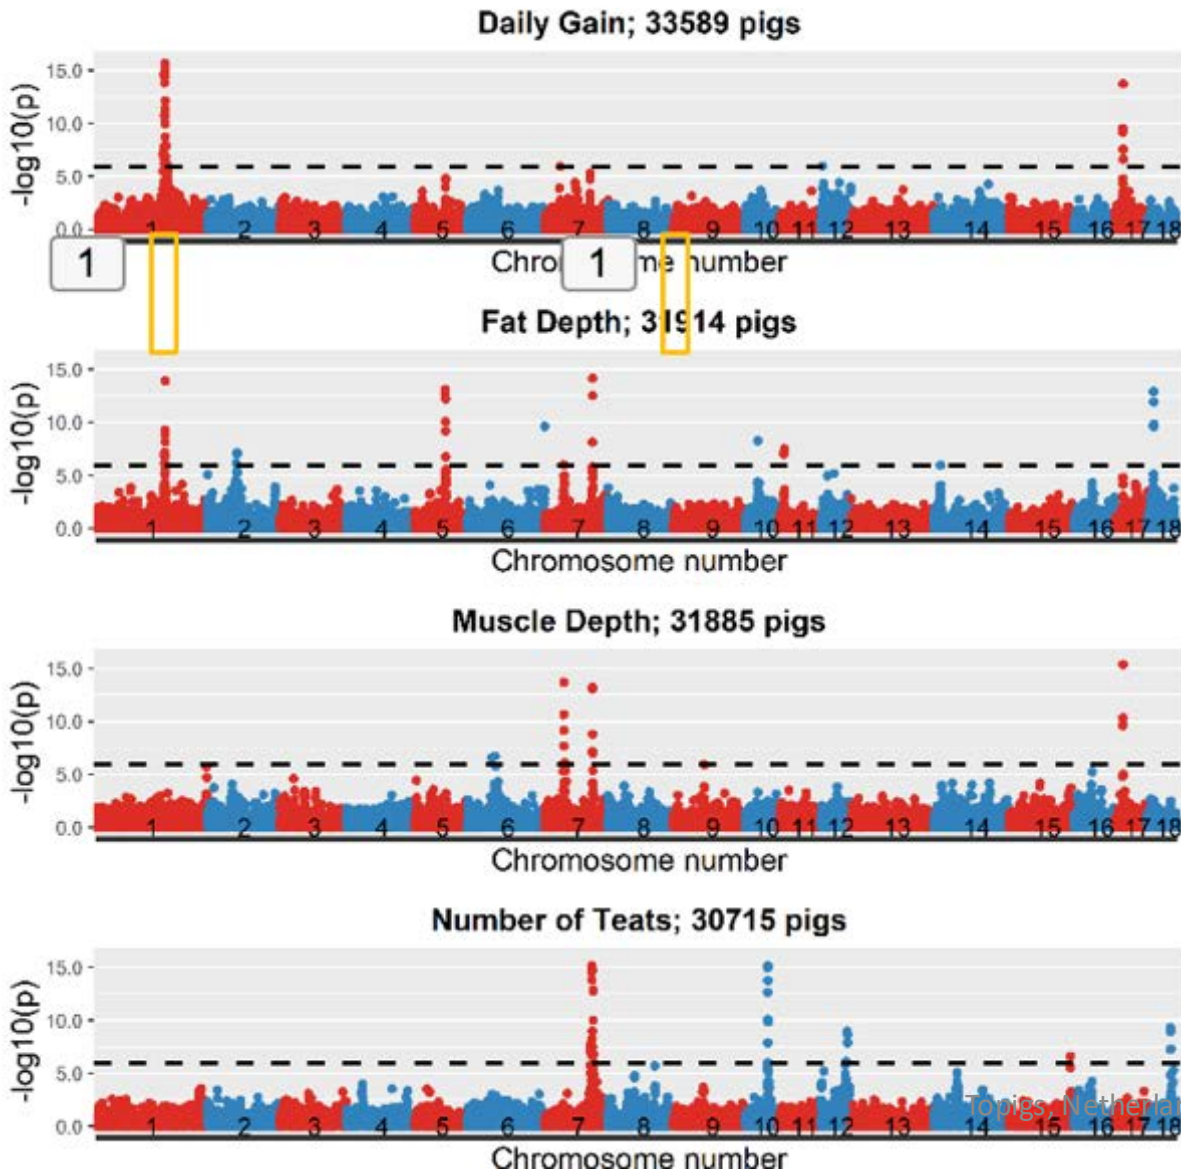 Daily Gain; 33589 pigs
-log10(p)
15.0
10.0
5.0
0.0
1 2 3 4 5 6 7 8 9 10 11 12 13 14 15 16 17 18
1
1
Chromosome number
Fat Depth; 31914 pigs
-log10(p)
15.0
10.0
5.0
0.0
1 2 3 4 5 6 7 8 9 10 11 12 13 14 15 16 17 18
Chromosome number
Muscle Depth; 31885 pigs
-log10(p)
15.0
10.0
5.0
0.0
1 2 3 4 5 6 7 8 9 10 11 12 13 14 15 16 17 18
Chromosome number
Number of Teats; 30715 pigs
-log10(p)
15.0
10.0
5.0
0.0
1 2 3 4 5 6 7 8 9 10 11 12 13 14 15 16 17 18
Topigs, Netherlan
Chromosome number